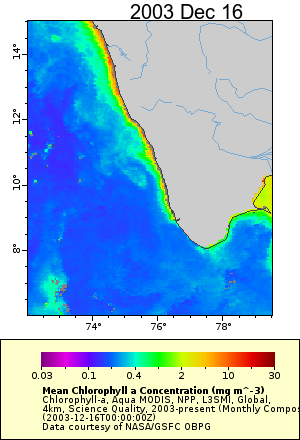 2003 Dec 16
14°
12°
10°
8°
74°
76°
78°
0.03
0.1
0.4
2
10
30
Mean Chlorophyll a Concentration (mg m^-3)
Chlorophyll-a, Aqua MODIS, NPP, L3SMI, Global,
4km, Science Quality, 2003-present (Monthly Compos
(2003-12-16T00:00:00Z)
Data courtesy of NASA/GSFC OBPG